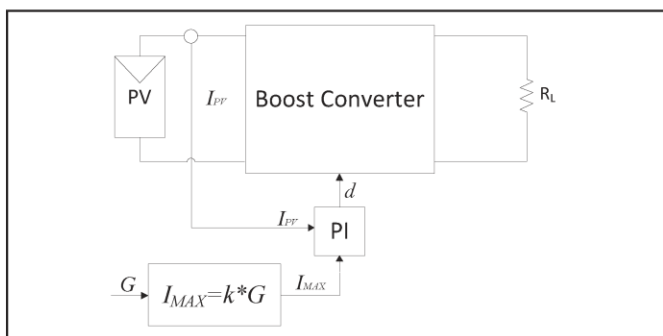 PV
I_PV
Boost Converter
R_L
d
I_PV
PI
G
I_MAX=k*G
I_MAX